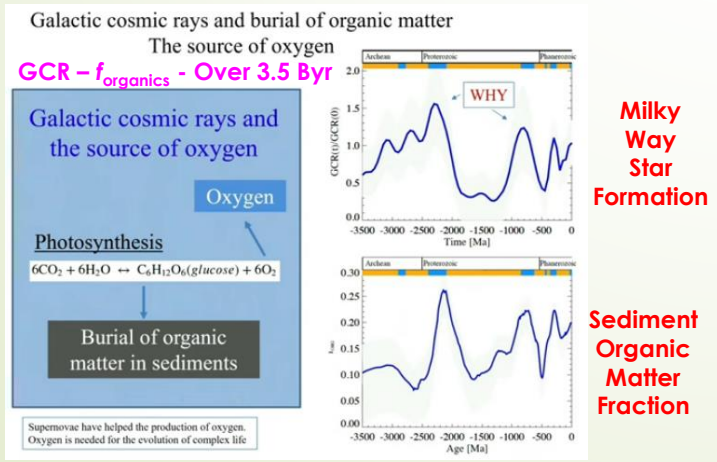 Galactic cosmic rays and burial of organic matter
The source of oxygen
GCR – forganics - Over 3.5 Byr
Galactic cosmic rays and
the source of oxygen
Oxygen
Photosynthesis
6CO₂ + 6H₂O ↔ C₆H₁₂O₆(glucose) + 6O₂
Burial of organic
matter in sediments
Supernovae have helped the production of oxygen.
Oxygen is needed for the evolution of complex life
Archean Proterozoic Phanerozoic
2.0
1.5
1.0
0.5
0.0
GCR(t)/GCR(0)
WHY
-3500 -3000 -2500 -2000 -1500 -1000 -500 0
Time [Ma]
Archean Proterozoic Phanerozoic
0.30
0.25
0.20
0.15
0.10
0.05
0.00
-3500 -3000 -2500 -2000 -1500 -1000 -500 0
Age [Ma]
Milky
Way
Star
Formation
Sediment
Organic
Matter
Fraction